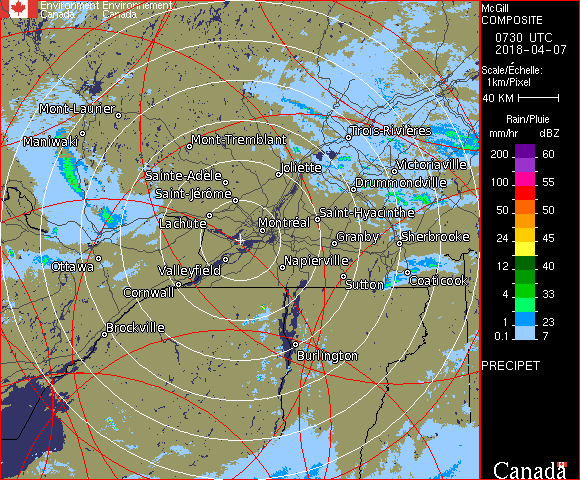 Environment Environnement
Canada Canada
McGill
COMPOSITE
0730 UTC
2018-04-07
Scale/Échelle:
1km/Pixel
40 KM
Rain/Pluie
mm/hr dBZ
200 60
100 55
50 50
24 45
12 40
4 33
1 23
0.1 7
PRECIPET
Canada
Mont-Laurier
Maniwaki
Mont-Tremblant
Trois-Rivières
Sainte-Adèle
Joliette
Victoriaville
Saint-Jérôme
Drummondville
Lachute
Montréal
Saint-Hyacinthe
Granby
Sherbrooke
Ottawa
Valleyfield
Napierville
Cornwall
Sutton
Coaticook
Brockville
Burlington